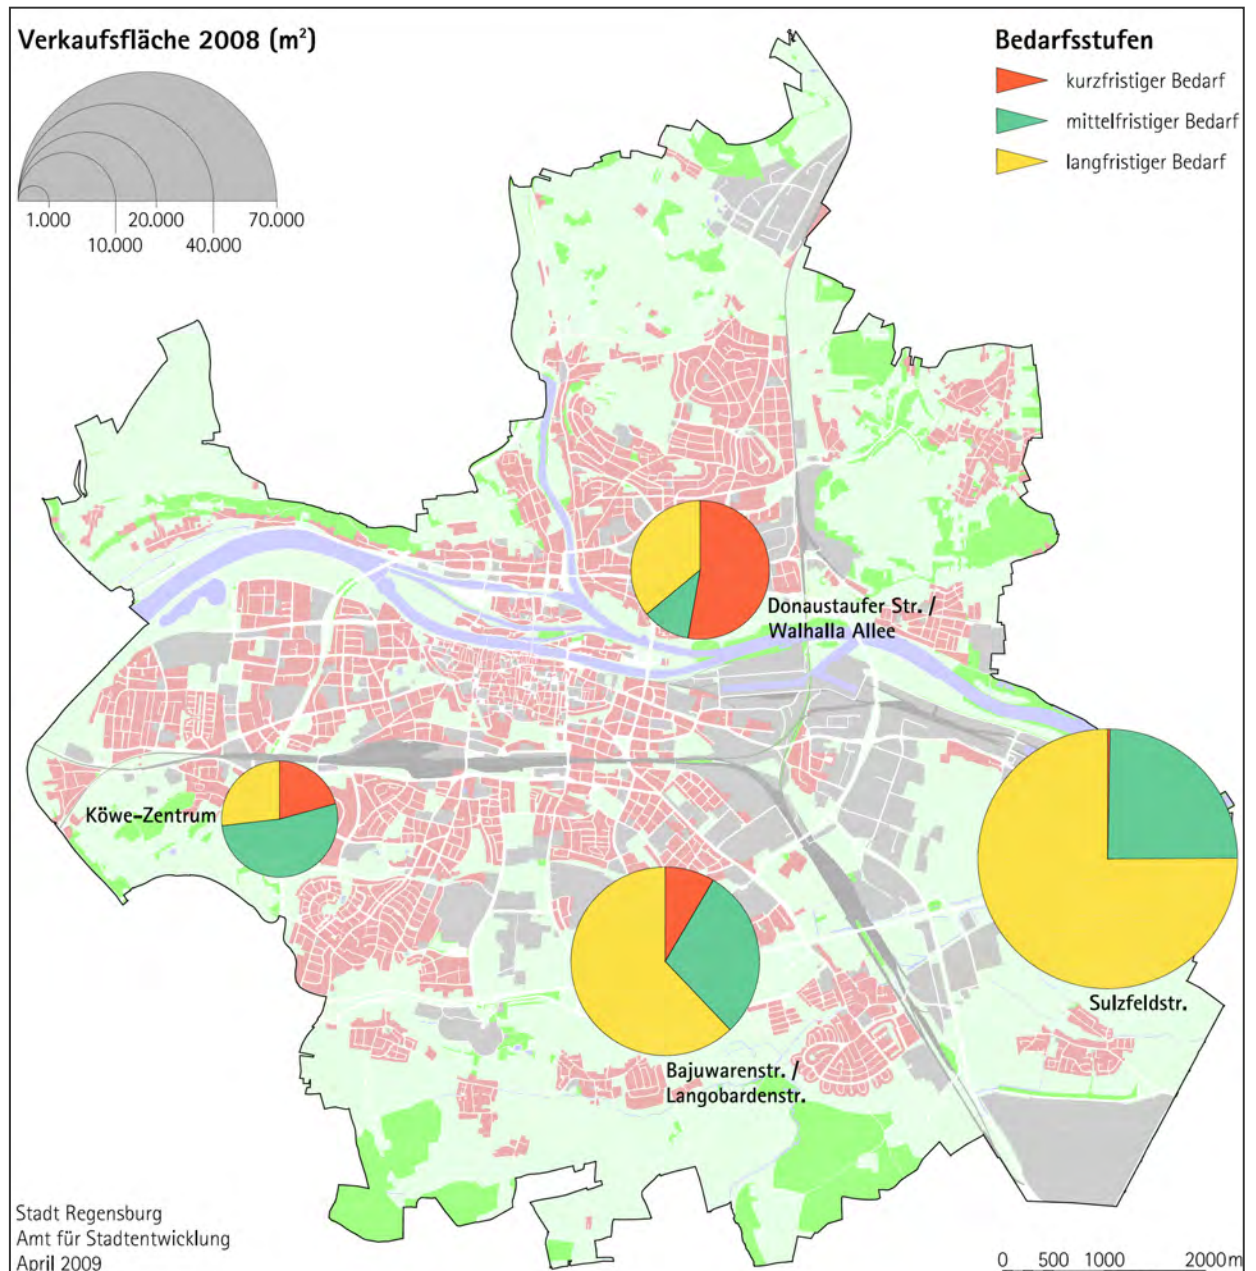 Verkaufsfläche 2008 (m²)
1.000
10.000
20.000
40.000
70.000
Bedarfsstufen
kurzfristiger Bedarf
mittelfristiger Bedarf
langfristiger Bedarf
Donaustaufer Str. /
Walhalla Allee
Köwe-Zentrum
Sulzfeldstr.
Bajuwarenstr. /
Langobardenstr.
Stadt Regensburg
Amt für Stadtentwicklung
April 2009
0 500 1000 2000m